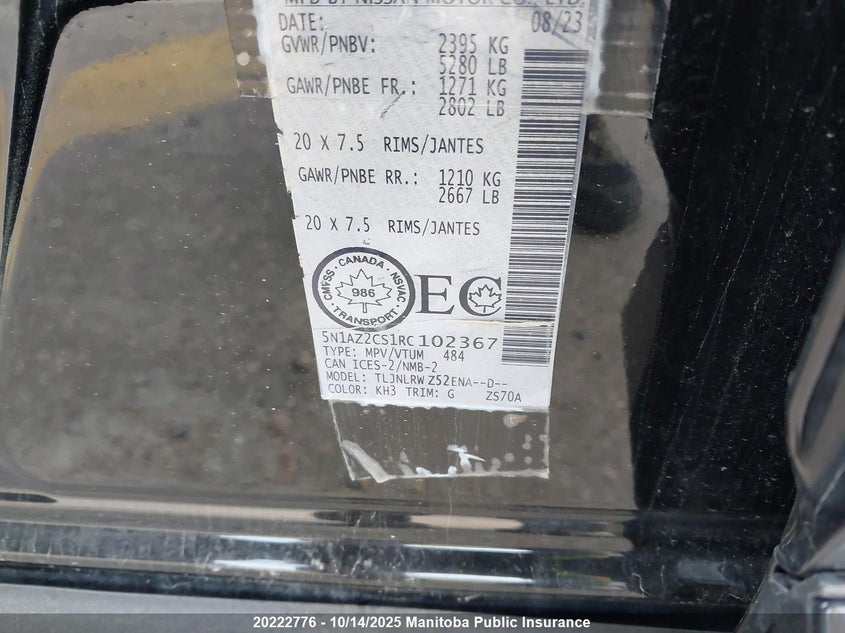 MFD BY NISSAN MOTOR CO., LTD.
DATE: 08/23
GVWR/PNBV: 2395 KG
5280 LB
GAWR/PNBE FR.: 1271 KG
2802 LB
20 X 7.5 RIMS/JANTES
GAWR/PNBE RR.: 1210 KG
2667 LB
20 X 7.5 RIMS/JANTES
CMVSS · CANADA · NSVAC · TRANSPORT ·
986
EC
5N1AZ2CS1RC102367
TYPE: MPV/VTUM 484
CAN ICES-2/NMB-2
MODEL: TLJNLRWZ52ENA--D--
COLOR: KH3 TRIM: G ZS70A
20222776 - 10/14/2025 Manitoba Public Insurance